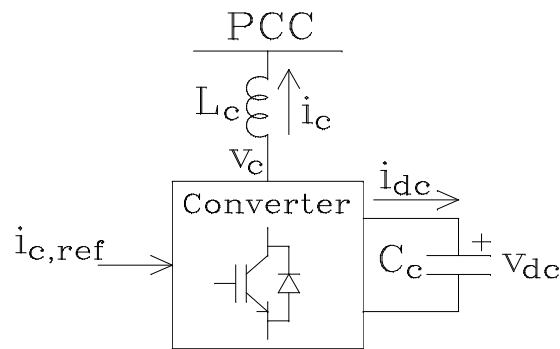 PCC
L_c
i_c
v_c
i_dc
Converter
i_c,ref
C_c
+
v_dc